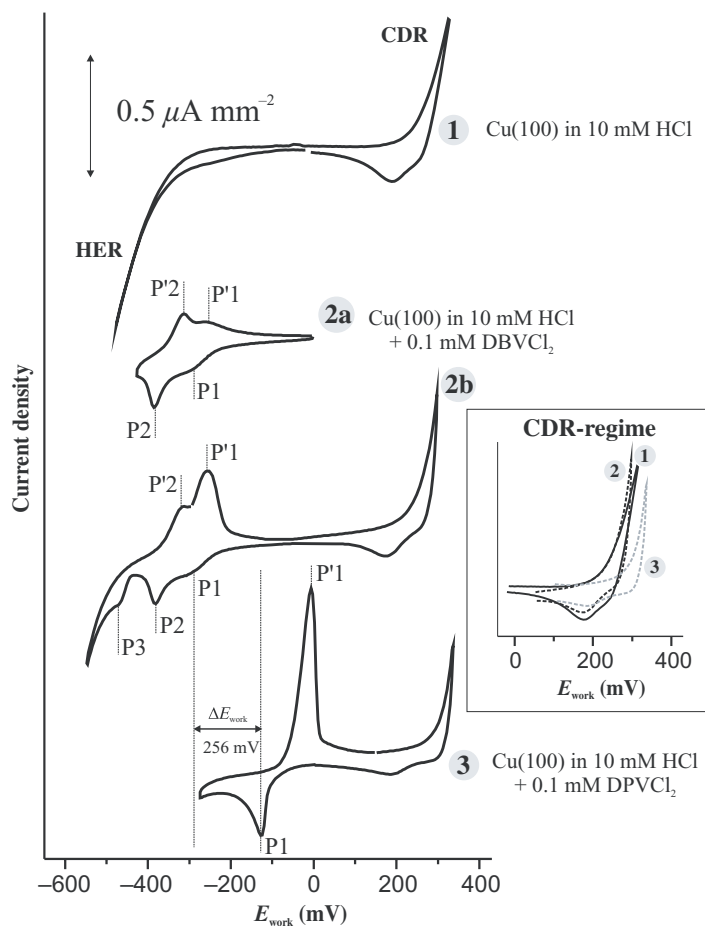 CDR
0.5 μA mm⁻²
1 Cu(100) in 10 mM HCl
HER
P'2 P'1
2a Cu(100) in 10 mM HCl
+ 0.1 mM DBVCl₂
P1
P2
2b
P'1
P'2
P1
P2
P3
P'1
ΔE_work
256 mV
3 Cu(100) in 10 mM HCl
+ 0.1 mM DPVCl₂
P1
Current density
–600 –400 –200 0 200 400
E_work (mV)
CDR-regime
2 1
3
0 200 400
E_work (mV)